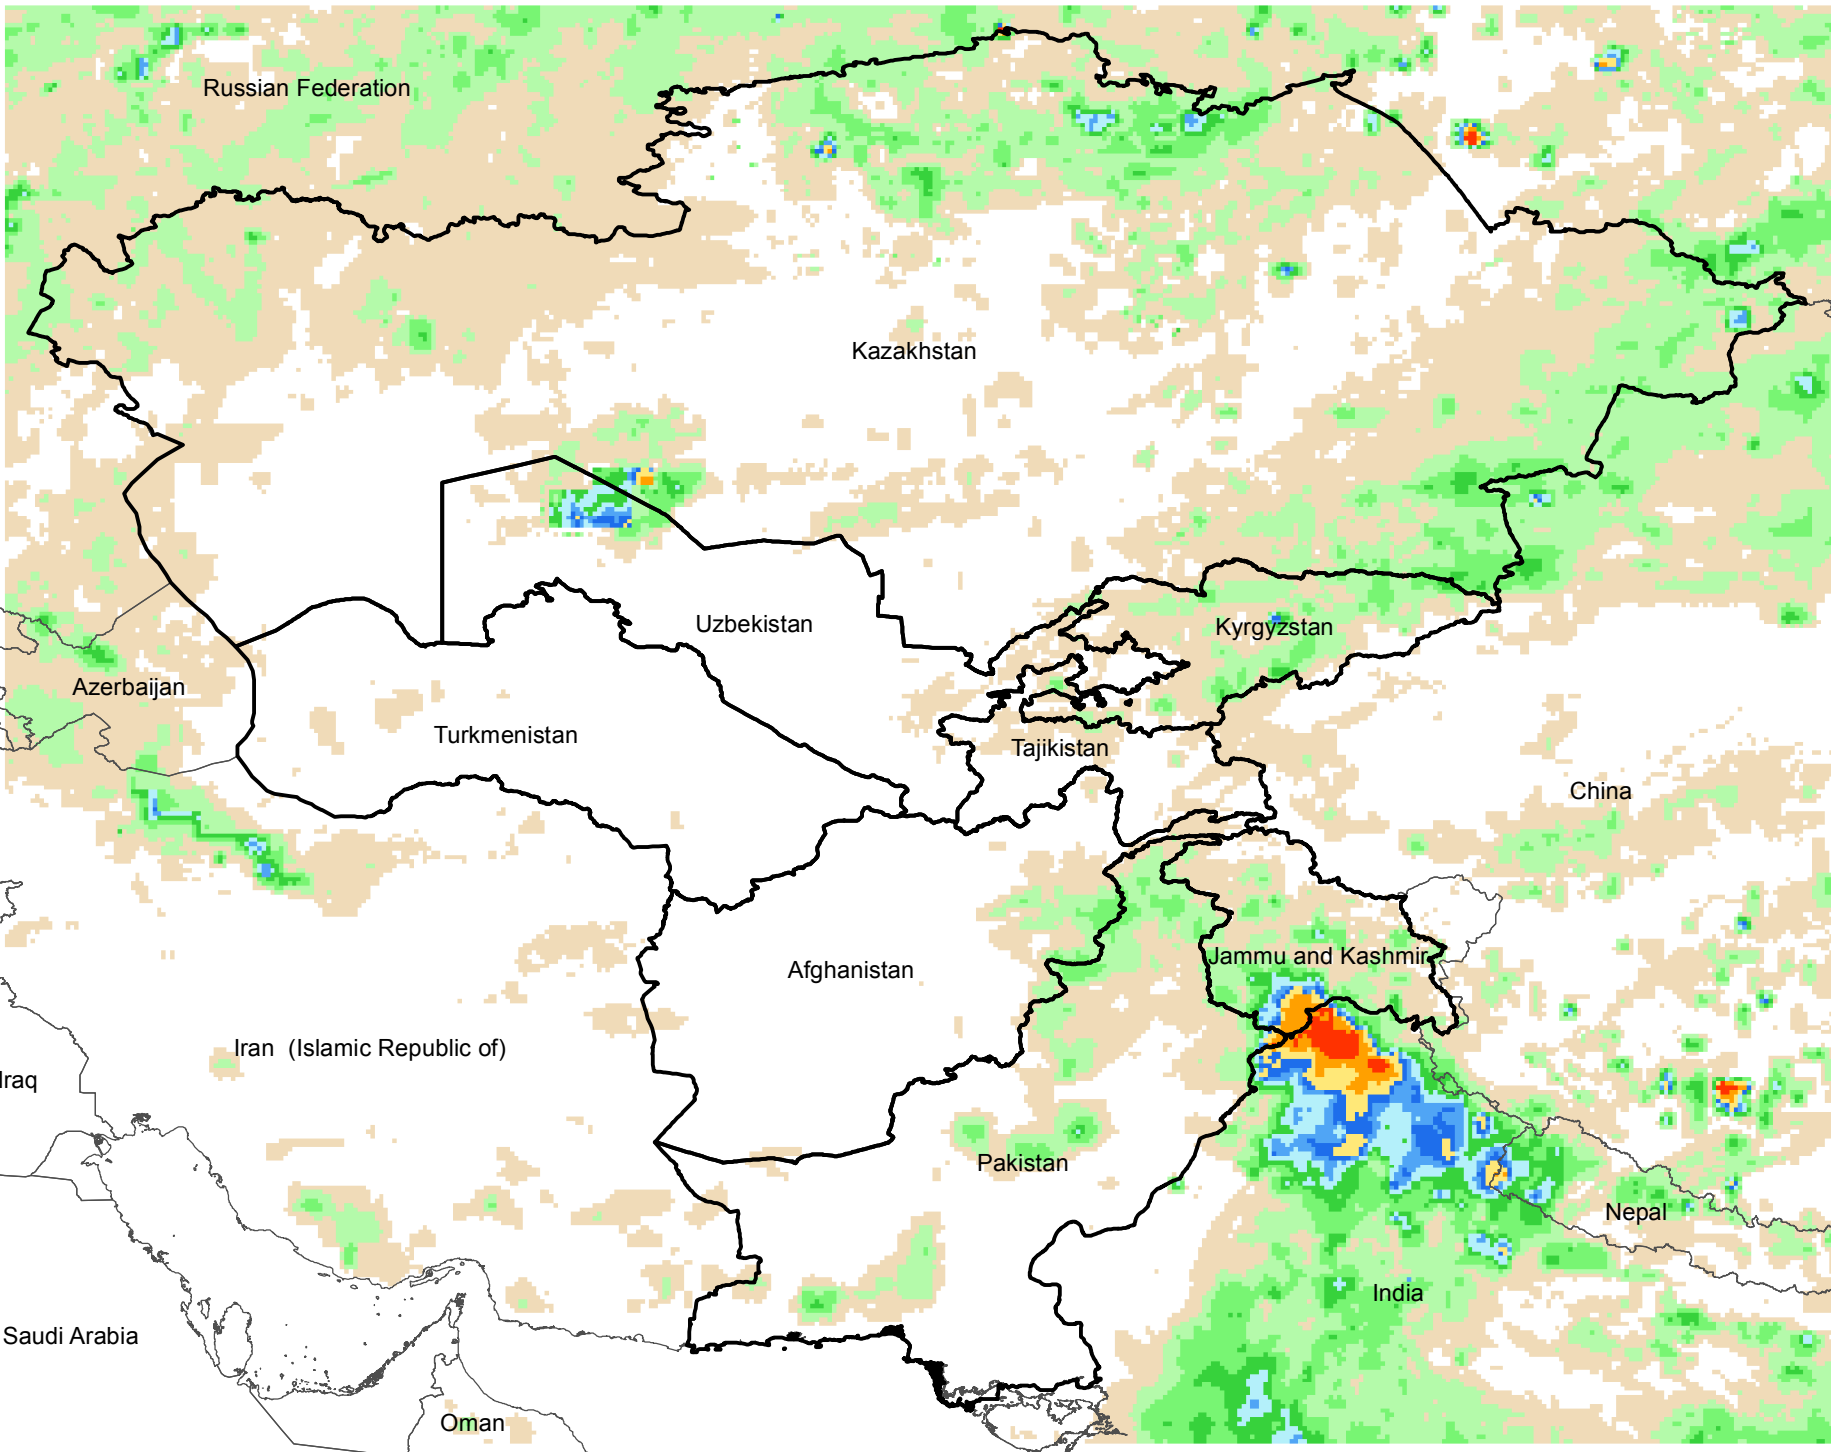 Russian Federation
Kazakhstan
Uzbekistan
Kyrgyzstan
Azerbaijan
Turkmenistan
Tajikistan
China
Jammu and Kashmir
Afghanistan
Iran (Islamic Republic of)
Iraq
Pakistan
Nepal
India
Saudi Arabia
Oman